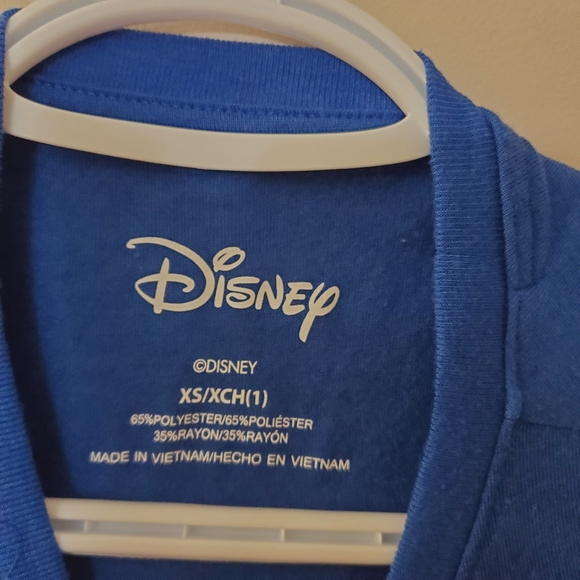 Disney
©DISNEY
XS/XCH(1)
65%POLYESTER/65%POLIÉSTER
35%RAYON/35%RAYÓN
MADE IN VIETNAM/HECHO EN VIETNAM